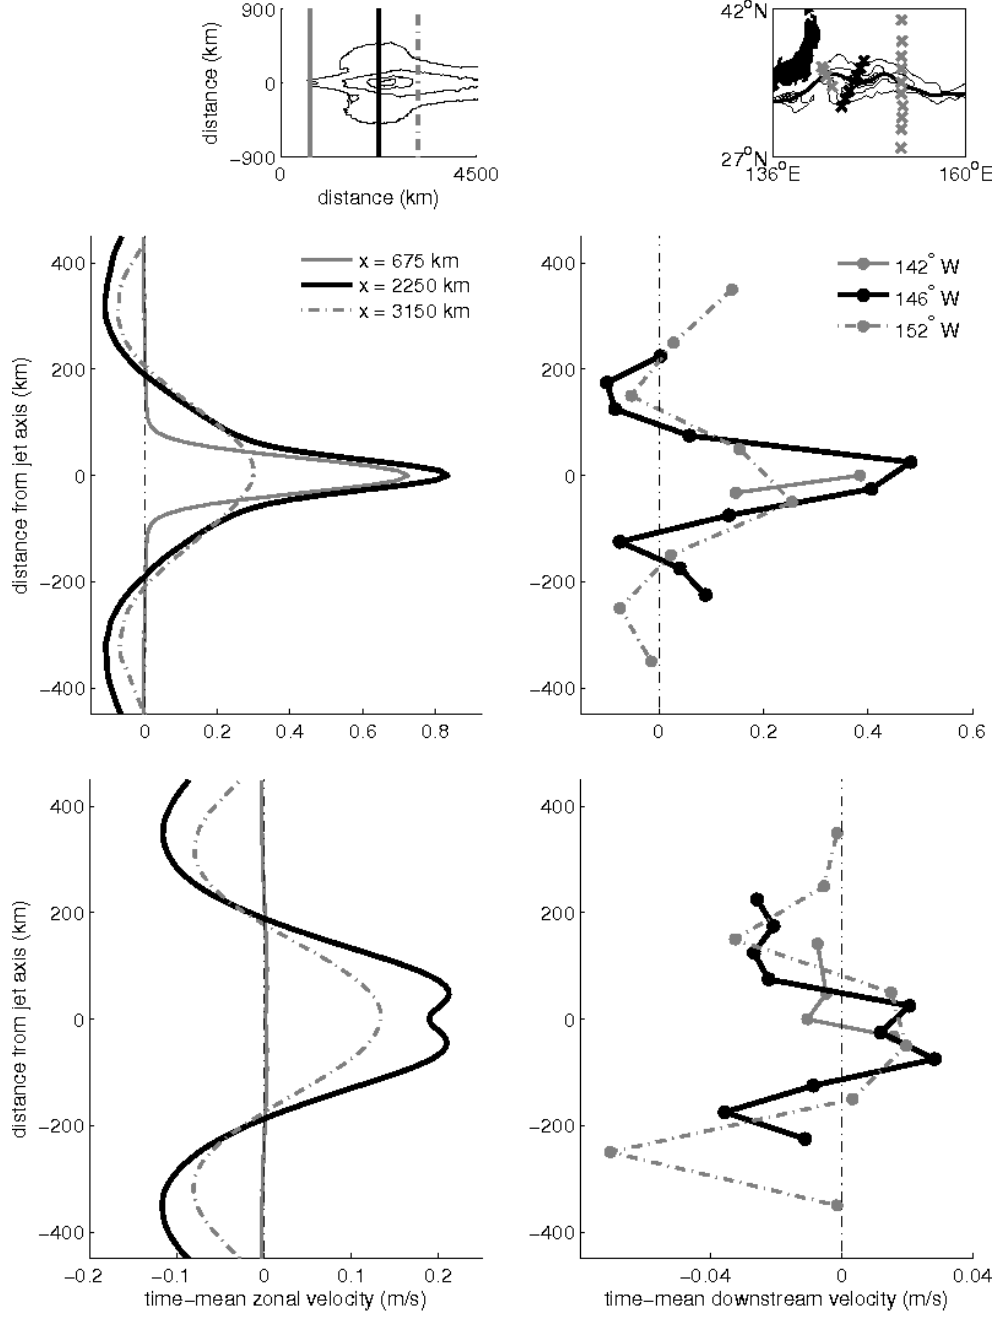 900
0
−900
distance (km)
0
4500
distance (km)
42°N
27°N
136°E
160°E
400
200
0
−200
−400
distance from jet axis (km)
x = 675 km
x = 2250 km
x = 3150 km
0
0.2
0.4
0.6
0.8
400
200
0
−200
−400
142° W
146° W
152° W
0
0.2
0.4
0.6
400
200
0
−200
−400
distance from jet axis (km)
−0.2
−0.1
0
0.1
0.2
time−mean zonal velocity (m/s)
400
200
0
−200
−400
−0.04
0
0.04
time−mean downstream velocity (m/s)